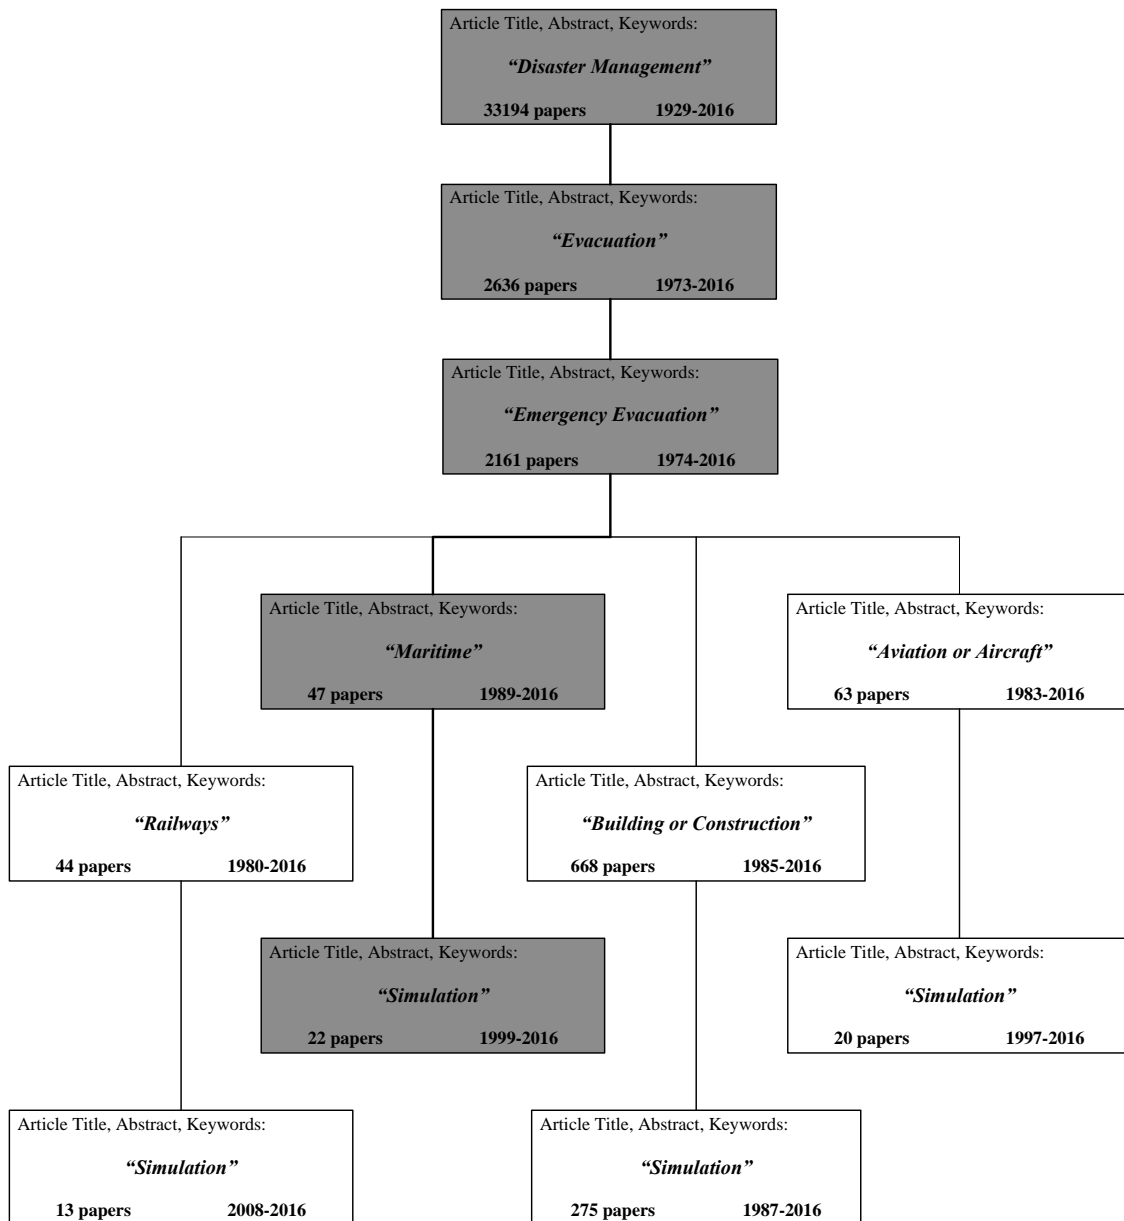 Article Title, Abstract, Keywords:
“Disaster Management”
33194 papers 1929-2016
Article Title, Abstract, Keywords:
“Evacuation”
2636 papers 1973-2016
Article Title, Abstract, Keywords:
“Emergency Evacuation”
2161 papers 1974-2016
Article Title, Abstract, Keywords:
“Maritime”
47 papers 1989-2016
Article Title, Abstract, Keywords:
“Aviation or Aircraft”
63 papers 1983-2016
Article Title, Abstract, Keywords:
“Railways”
44 papers 1980-2016
Article Title, Abstract, Keywords:
“Building or Construction”
668 papers 1985-2016
Article Title, Abstract, Keywords:
“Simulation”
22 papers 1999-2016
Article Title, Abstract, Keywords:
“Simulation”
20 papers 1997-2016
Article Title, Abstract, Keywords:
“Simulation”
13 papers 2008-2016
Article Title, Abstract, Keywords:
“Simulation”
275 papers 1987-2016